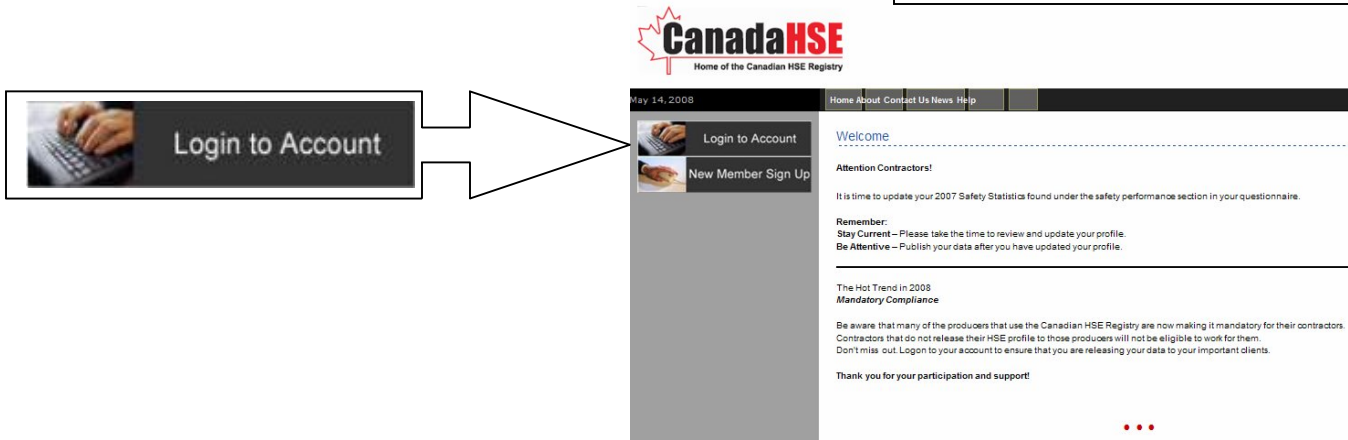 Login to Account
CanadaHSE
Home of the Canadian HSE Registry
May 14, 2008
Home About Contact Us News Help
Login to Account
New Member Sign Up
Welcome
Attention Contractors!
It is time to update your 2007 Safety Statistics found under the safety performance section in your questionnaire.
Remember:
Stay Current – Please take the time to review and update your profile.
Be Attentive – Publish your data after you have updated your profile.
The Hot Trend in 2008
Mandatory Compliance
Be aware that many of the producers that use the Canadian HSE Registry are now making it mandatory for their contractors.
Contractors that do not release their HSE profile to those producers will not be eligible to work for them.
Don't miss out. Logon to your account to ensure that you are releasing your data to your important clients.
Thank you for your participation and support!